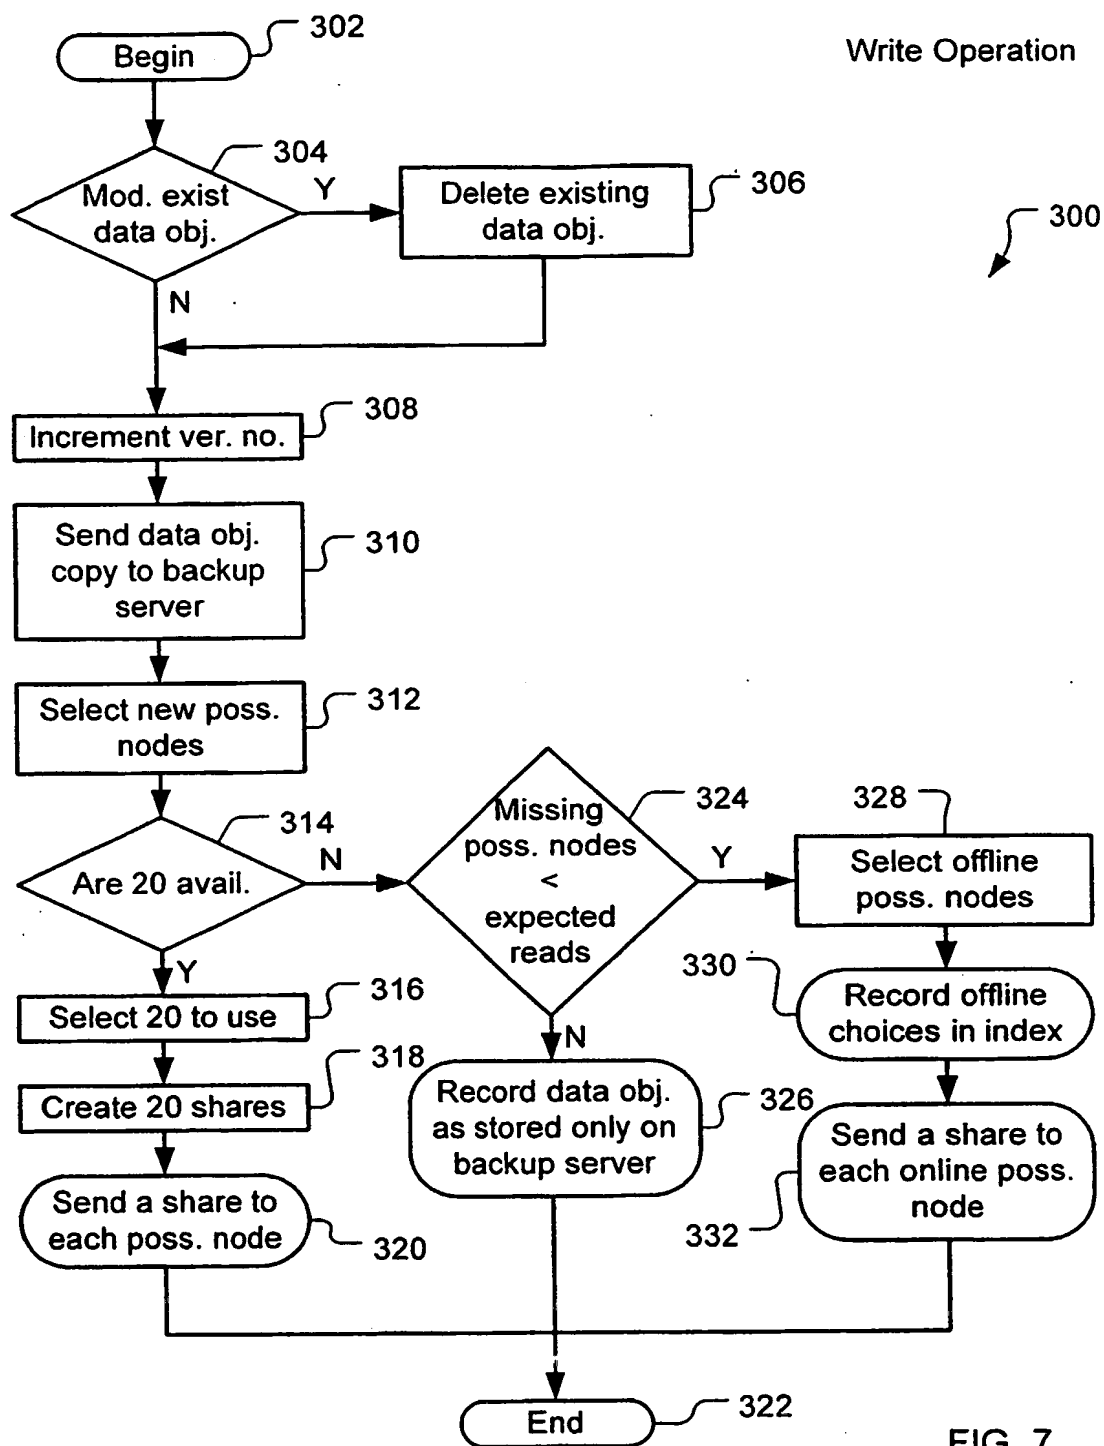 302
Begin
Write Operation
304
Mod. exist
data obj.
Y
Delete existing
data obj.
306
300
N
308
Increment ver. no.
Send data obj.
copy to backup
server
310
Select new poss.
nodes
312
314
Are 20 avail.
N
Missing
poss. nodes
<
expected
reads
324
Y
328
Select offline
poss. nodes
Y
Select 20 to use
316
330
Record offline
choices in index
N
318
Create 20 shares
Record data obj.
as stored only on
backup server
326
Send a share to
each online poss.
node
332
Send a share to
each poss. node
320
End
322
FIG. 7